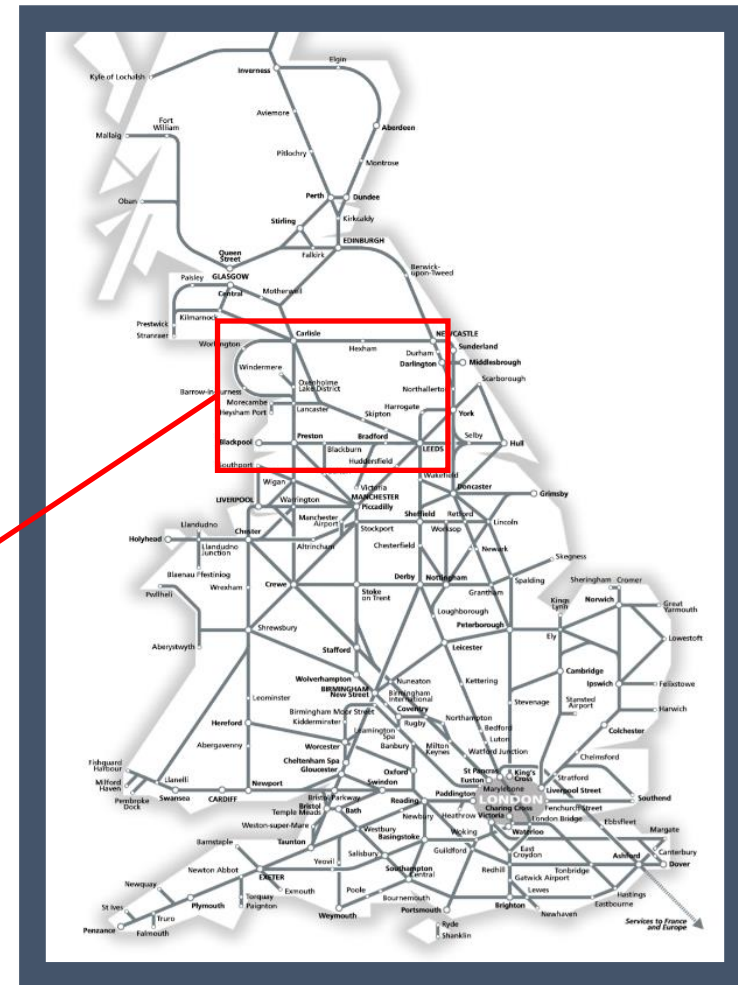 Elgin
Inverness
Kyle of Lochalsh
Aviemore
Fort
William
Aberdeen
Mallaig
Pitlochry
Montrose
Perth
Dundee
Oban
Kirkcaldy
Stirling
EDINBURGH
Queen
Street
Falkirk
Berwick-
upon-Tweed
Paisley
GLASGOW
Central
Motherwell
Kilmarnock
Prestwick
Stranraer
Carlisle
NEWCASTLE
Workington
Hexham
Sunderland
Durham
Darlington
Middlesbrough
Windermere
Oxenholme
Lake District
Scarborough
Barrow-in-Furness
Northallerton
Morecambe
Lancaster
Harrogate
Heysham Port
Skipton
York
Preston
Bradford
Selby
Blackpool
Blackburn
LEEDS
Hull
Huddersfield
Southport
Wakefield
Wigan
Victoria
Doncaster
MANCHESTER
Grimsby
LIVERPOOL
Warrington
Piccadilly
Manchester
Airport
Sheffield
Retford
Lincoln
Llandudno
Stockport
Worksop
Chester
Holyhead
Llandudno
Junction
Altrincham
Chesterfield
Newark
Skegness
Blaenau Ffestiniog
Crewe
Derby
Nottingham
Spalding
Sheringham
Cromer
Pwllheli
Wrexham
Stoke
on Trent
Grantham
Kings
Lynn
Norwich
Great
Yarmouth
Loughborough
Shrewsbury
Peterborough
Ely
Lowestoft
Aberystwyth
Stafford
Leicester
Wolverhampton
Cambridge
BIRMINGHAM
New Street
Nuneaton
Kettering
Ipswich
Felixstowe
Birmingham
International
Leominster
Stansted
Airport
Stevenage
Birmingham Moor Street
Coventry
Harwich
Kidderminster
Rugby
Northampton
Hereford
Leamington
Spa
Bedford
Colchester
Abergavenny
Worcester
Banbury
Milton
Keynes
Luton
Watford Junction
Chelmsford
Cheltenham Spa
Fishguard
Harbour
Gloucester
Oxford
St Pancras
King's
Cross
Stratford
Llanelli
Swindon
Euston
Milford
Haven
Newport
Marylebone
Liverpool Street
Bristol Parkway
Paddington
LONDON
Southend
Pembroke
Dock
Swansea
CARDIFF
Reading
Charing Cross
Fenchurch Street
Bristol
Temple Meads
Bath
Newbury
Heathrow
Victoria
London Bridge
Ebbsfleet
Weston-super-Mare
Westbury
Basingstoke
Woking
Waterloo
Margate
Barnstaple
Taunton
Salisbury
Guildford
East
Croydon
Canterbury
Yeovil
Ashford
Newton Abbot
Southampton
Central
Redhill
Tonbridge
Dover
EXETER
Gatwick Airport
Newquay
Exmouth
Poole
Lewes
St Ives
Torquay
Paignton
Bournemouth
Hastings
Plymouth
Weymouth
Portsmouth
Brighton
Eastbourne
Truro
Newhaven
Penzance
Falmouth
Ryde
Shanklin
Services to France
and Europe